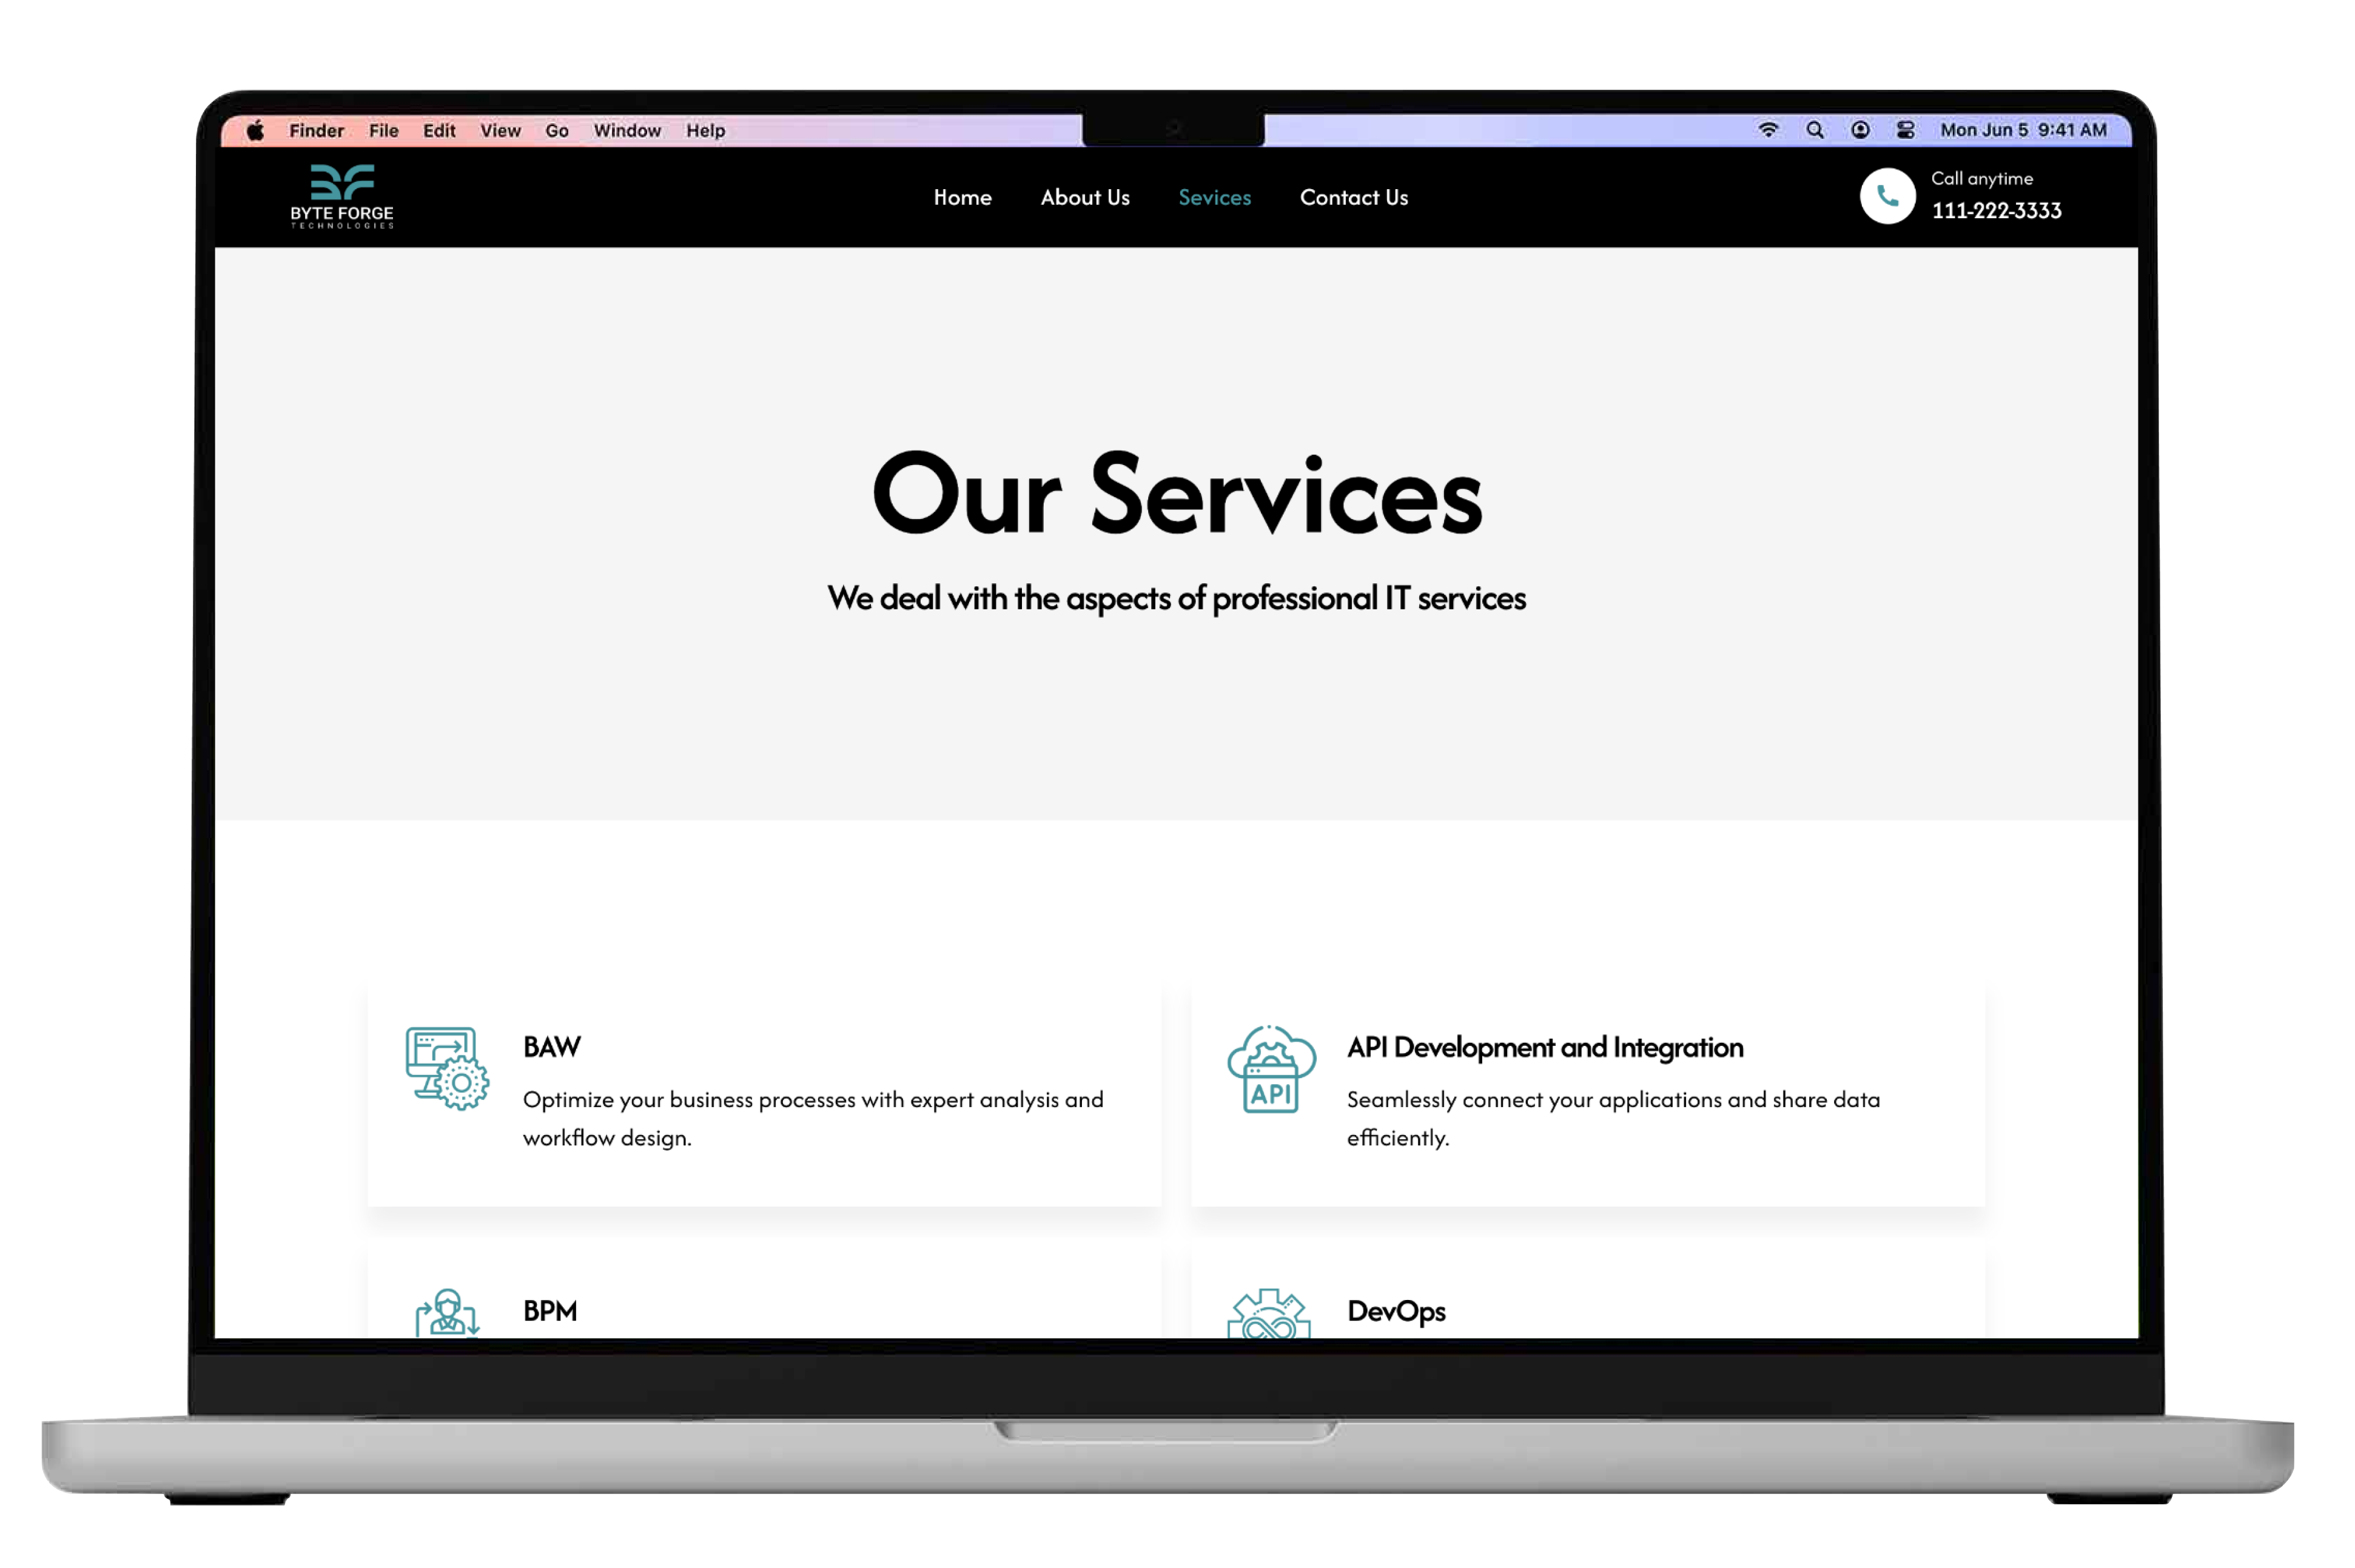 Finder File Edit View Go Window Help
Mon Jun 5 9:41 AM
BYTE FORGE
TECHNOLOGIES
Home About Us Sevices Contact Us
Call anytime
111-222-3333
Our Services
We deal with the aspects of professional IT services
BAW
Optimize your business processes with expert analysis and
workflow design.
API
API Development and Integration
Seamlessly connect your applications and share data
efficiently.
BPM
DevOps